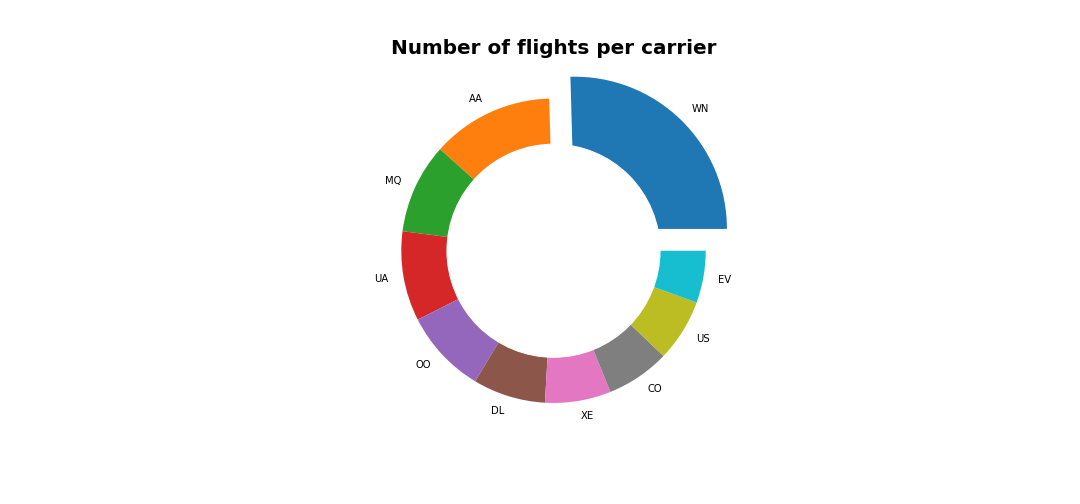 Number of flights per carrier
WN
AA
MQ
UA
OO
DL
XE
CO
US
EV